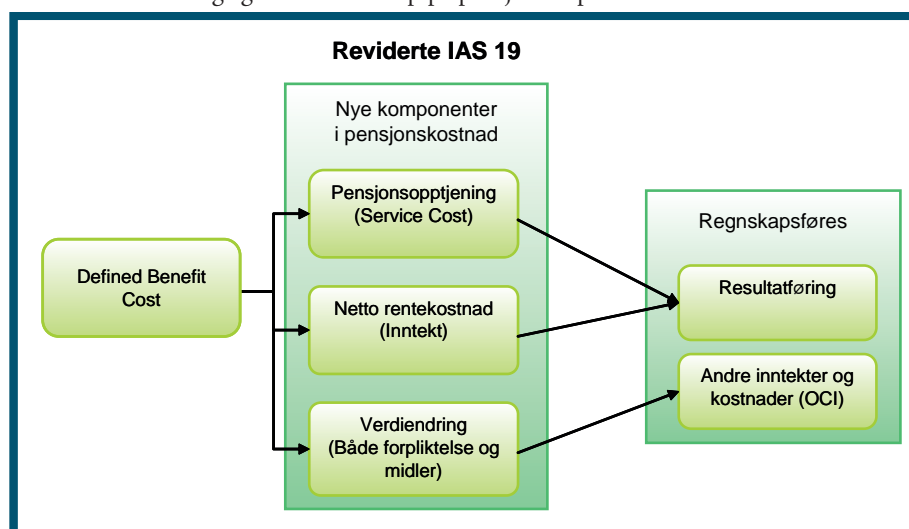 Reviderte IAS 19
Nye komponenter
i pensjonskostnad
Pensjonsopptjening
(Service Cost)
Regnskapsføres
Defined Benefit
Cost
Netto rentekostnad
(Inntekt)
Resultatføring
Verdiendring
(Både forpliktelse og
midler)
Andre inntekter og
kostnader (OCI)